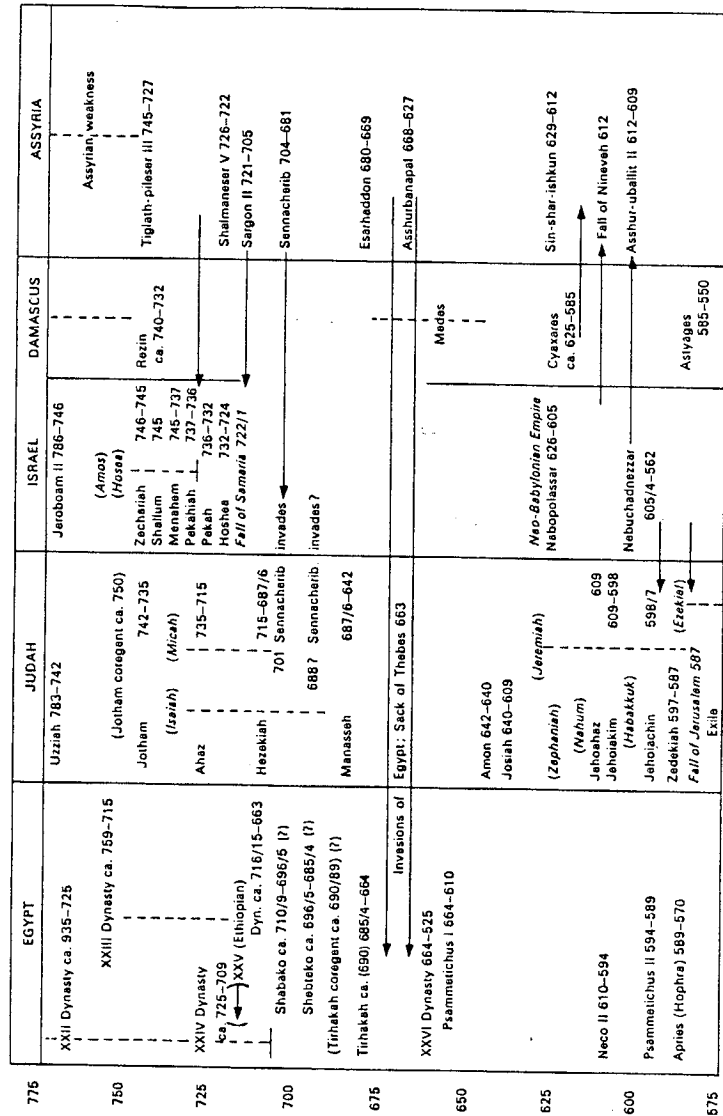 EGYPT
JUDAH
ISRAEL
DAMASCUS
ASSYRIA
775
750
725
700
675
650
625
600
675
XXII Dynasty ca. 935–725
XXIII Dynasty ca. 759–715
XXIV Dynasty
ca. 725–709
XXV (Ethiopian)
Dyn. ca. 716/15–663
Shabako ca. 710/9–696/5 (?)
Shebteko ca. 696/5–685/4 (?)
(Tirhakah coregent ca. 690/89) (?)
Tirhakah ca. (690) 685/4–664
Invasions of Egypt; Sack of Thebes 663
XXVI Dynasty 664–525
Psammetichus I 664–610
Neco II 610–594
Psammetichus II 594–589
Apries (Hophra) 589–570
Uzziah 783–742
(Jotham coregent ca. 750)
Jotham 742–735
(Isaiah) (Micah)
Ahaz 735–715
Hezekiah 715–687/6
701 Sennacherib invades
688? Sennacherib invades?
Manasseh 687/6–642
Amon 642–640
Josiah 640–609
(Jeremiah)
(Zephaniah)
(Nahum)
Jehoahaz 609
Jehoiakim 609–598
(Habakkuk)
Jehoiachin 598/7
(Ezekiel)
Zedekiah 597–587
Fall of Jerusalem 587
Exile
Jeroboam II 786–746
(Amos)
(Hosea)
Zechariah 746–745
Shallum 745
Menahem 745–737
Pekahiah 737–736
Pekah 736–732
Hoshea 732–724
Fall of Samaria 722/1
Neo-Babylonian Empire
Nabopolassar 626–605
Nebuchadnezzar
605/4–562
Rezin
ca. 740–732
Medes
Cyaxares
ca. 625–585
Astyages
585–550
Assyrian weakness
Tiglath-pileser III 745–727
Shalmaneser V 726–722
Sargon II 721–705
Sennacherib 704–681
Esarhaddon 680–669
Asshurbanapal 668–627
Sin-shar-ishkun 629–612
Fall of Nineveh 612
Asshur-uballit II 612–609